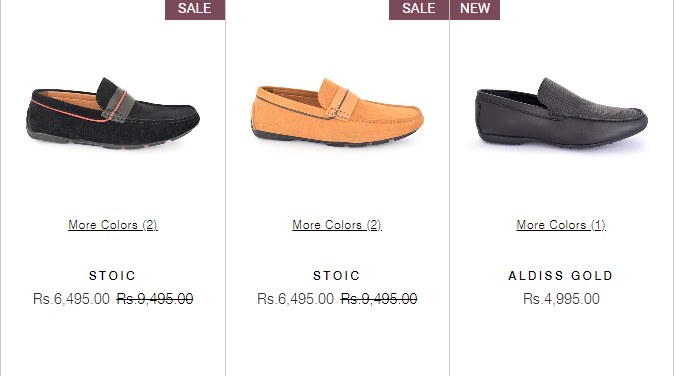 SALE
SALE
NEW
More Colors (2)
More Colors (2)
More Colors (1)
STOIC
STOIC
ALDISS GOLD
Rs.6,495.00 Rs.9,495.00
Rs.6,495.00 Rs.9,495.00
Rs.4,995.00